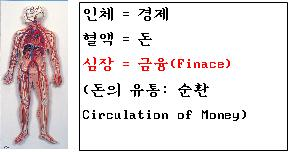 인체 = 경제
혈액 = 돈
심장 = 금융(Finace)
(돈의 유통: 순환
Circulation of Money)